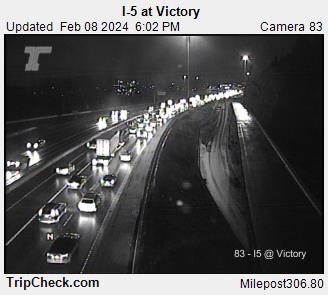 I-5 at Victory
Updated  Feb 08 2024  6:02 PM
Camera 83
N
83 - I5 @ Victory
TripCheck.com
Milepost306.80